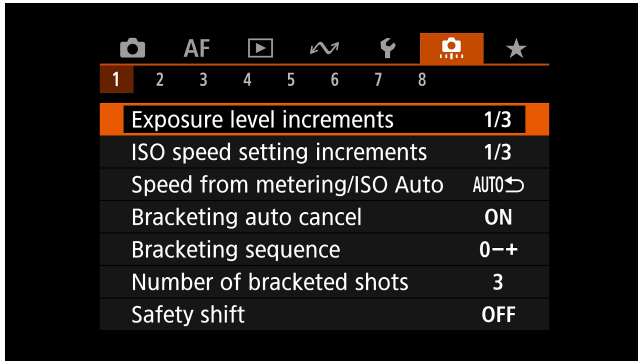 AF
1 2 3 4 5 6 7 8
Exposure level increments 1/3
ISO speed setting increments 1/3
Speed from metering/ISO Auto AUTO
Bracketing auto cancel ON
Bracketing sequence 0−+
Number of bracketed shots 3
Safety shift OFF